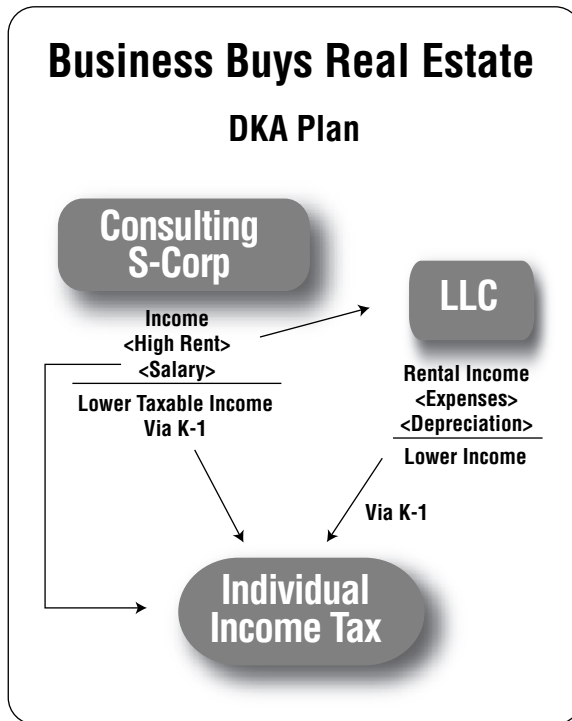 Business Buys Real Estate
DKA Plan
Consulting
S-Corp
Income
<High Rent>
<Salary>
Lower Taxable Income
Via K-1
LLC
Rental Income
<Expenses>
<Depreciation>
Lower Income
Via K-1
Individual
Income Tax